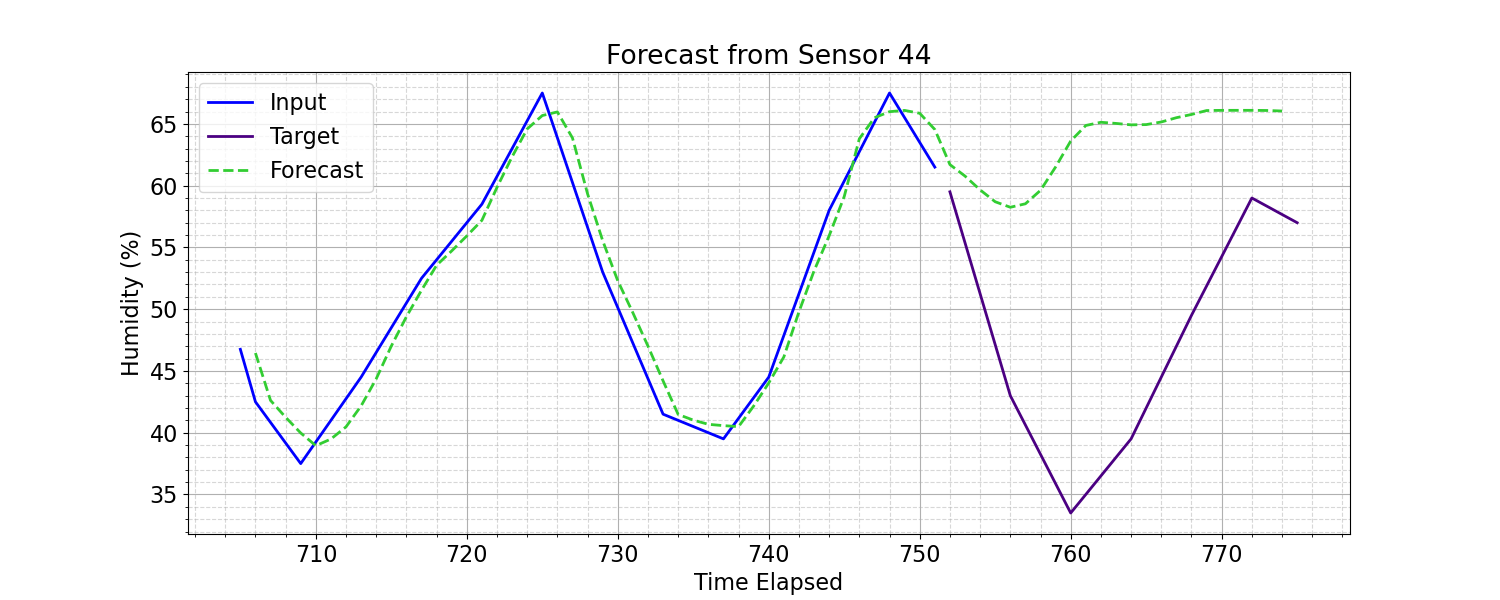 Forecast from Sensor 44
Input
Target
Forecast
Humidity (%)
65
60
55
50
45
40
35
710 720 730 740 750 760 770
Time Elapsed